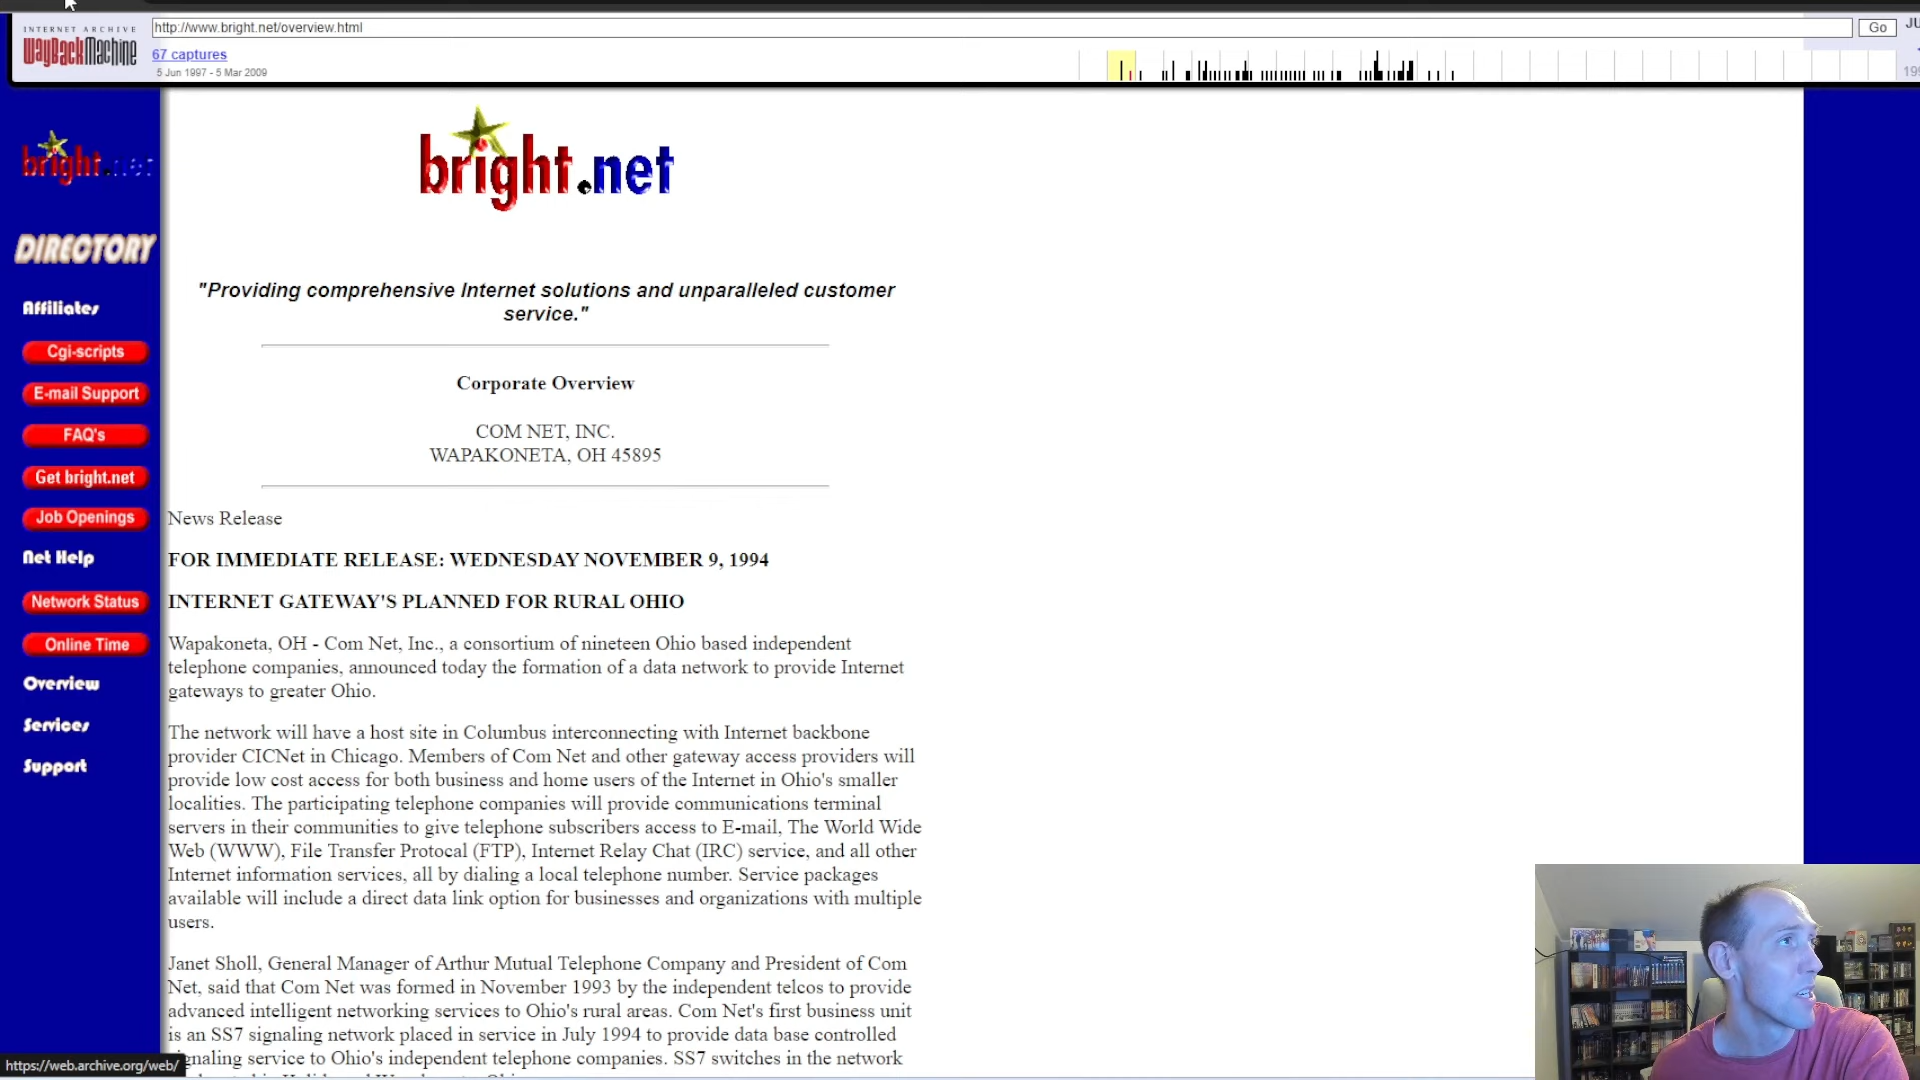 INTERNET ARCHIVE
WayBackMachine
http://www.bright.net/overview.html
Go
67 captures
5 Jun 1997 - 5 Mar 2009
bright.net
DIRECTORY
Affiliates
Cgi-scripts
E-mail Support
FAQ's
Get bright.net
Job Openings
Net Help
Network Status
Online Time
Overview
Services
Support
bright.net
"Providing comprehensive Internet solutions and unparalleled customer
service."
Corporate Overview
COM NET, INC.
WAPAKONETA, OH 45895
News Release
FOR IMMEDIATE RELEASE: WEDNESDAY NOVEMBER 9, 1994
INTERNET GATEWAY'S PLANNED FOR RURAL OHIO
Wapakoneta, OH - Com Net, Inc., a consortium of nineteen Ohio based independent
telephone companies, announced today the formation of a data network to provide Internet
gateways to greater Ohio.
The network will have a host site in Columbus interconnecting with Internet backbone
provider CICNet in Chicago. Members of Com Net and other gateway access providers will
provide low cost access for both business and home users of the Internet in Ohio's smaller
localities. The participating telephone companies will provide communications terminal
servers in their communities to give telephone subscribers access to E-mail, The World Wide
Web (WWW), File Transfer Protocal (FTP), Internet Relay Chat (IRC) service, and all other
Internet information services, all by dialing a local telephone number. Service packages
available will include a direct data link option for businesses and organizations with multiple
users.
Janet Sholl, General Manager of Arthur Mutual Telephone Company and President of Com
Net, said that Com Net was formed in November 1993 by the independent telcos to provide
advanced intelligent networking services to Ohio's rural areas. Com Net's first business unit
is an SS7 signaling network placed in service in July 1994 to provide data base controlled
signaling service to Ohio's independent telephone companies. SS7 switches in the network
https://web.archive.org/web/